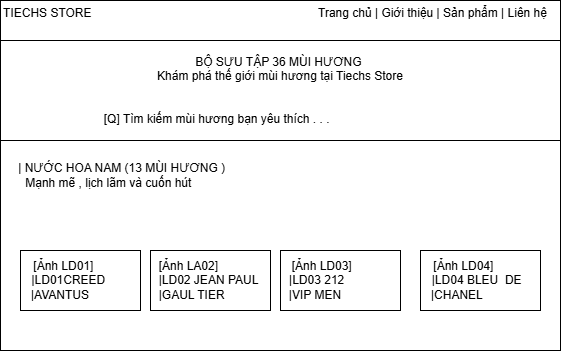 TIECHS STORE
Trang chủ | Giới thiệu | Sản phẩm | Liên hệ
BỘ SƯU TẬP 36 MÙI HƯƠNG
Khám phá thế giới mùi hương tại Tiechs Store
[Q] Tìm kiếm mùi hương bạn yêu thích . . .
| NƯỚC HOA NAM (13 MÙI HƯƠNG )
Mạnh mẽ , lịch lãm và cuốn hút
[Ảnh LD01]
|LD01CREED
|AVANTUS
[Ảnh LA02]
|LD02 JEAN PAUL
|GAUL TIER
[Ảnh LD03]
|LD03 212
|VIP MEN
[Ảnh LD04]
|LD04 BLEU  DE
|CHANEL